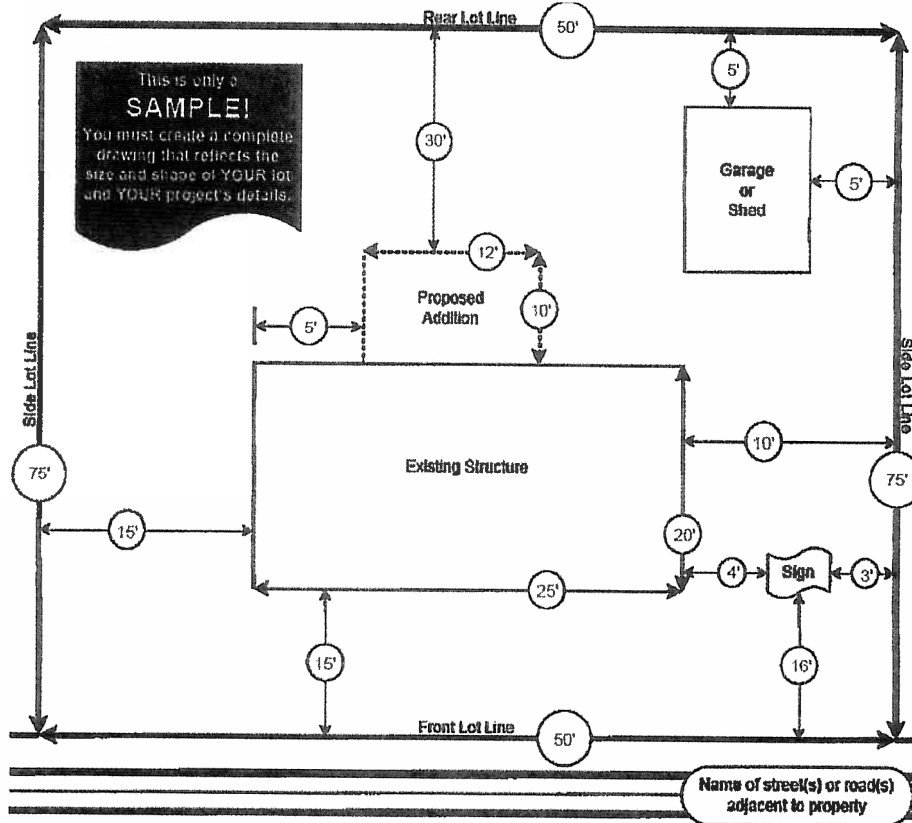 Rear Lot Line
50'
This is only a
SAMPLE!
You must create a complete
drawing that reflects the
size and shape of YOUR lot
and YOUR project's details.
5'
30'
Garage
or
Shed
5'
12'
Proposed
Addition
10'
5'
Side Lot Line
Side Lot Line
75'
Existing Structure
10'
75'
15'
20'
4'
Sign
3'
25'
15'
16'
Front Lot Line
50'
Name of street(s) or road(s)
adjacent to property